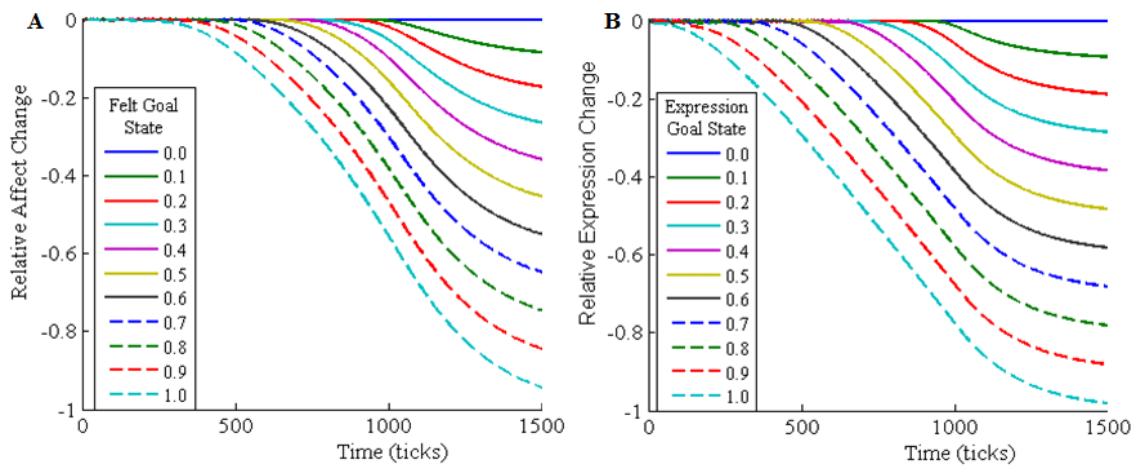 A
Relative Affect Change
0
-0.2
-0.4
-0.6
-0.8
-1
Felt Goal
State
0.0
0.1
0.2
0.3
0.4
0.5
0.6
0.7
0.8
0.9
1.0
0 500 1000 1500
Time (ticks)
B
Relative Expression Change
0
-0.2
-0.4
-0.6
-0.8
-1
Expression
Goal State
0.0
0.1
0.2
0.3
0.4
0.5
0.6
0.7
0.8
0.9
1.0
0 500 1000 1500
Time (ticks)